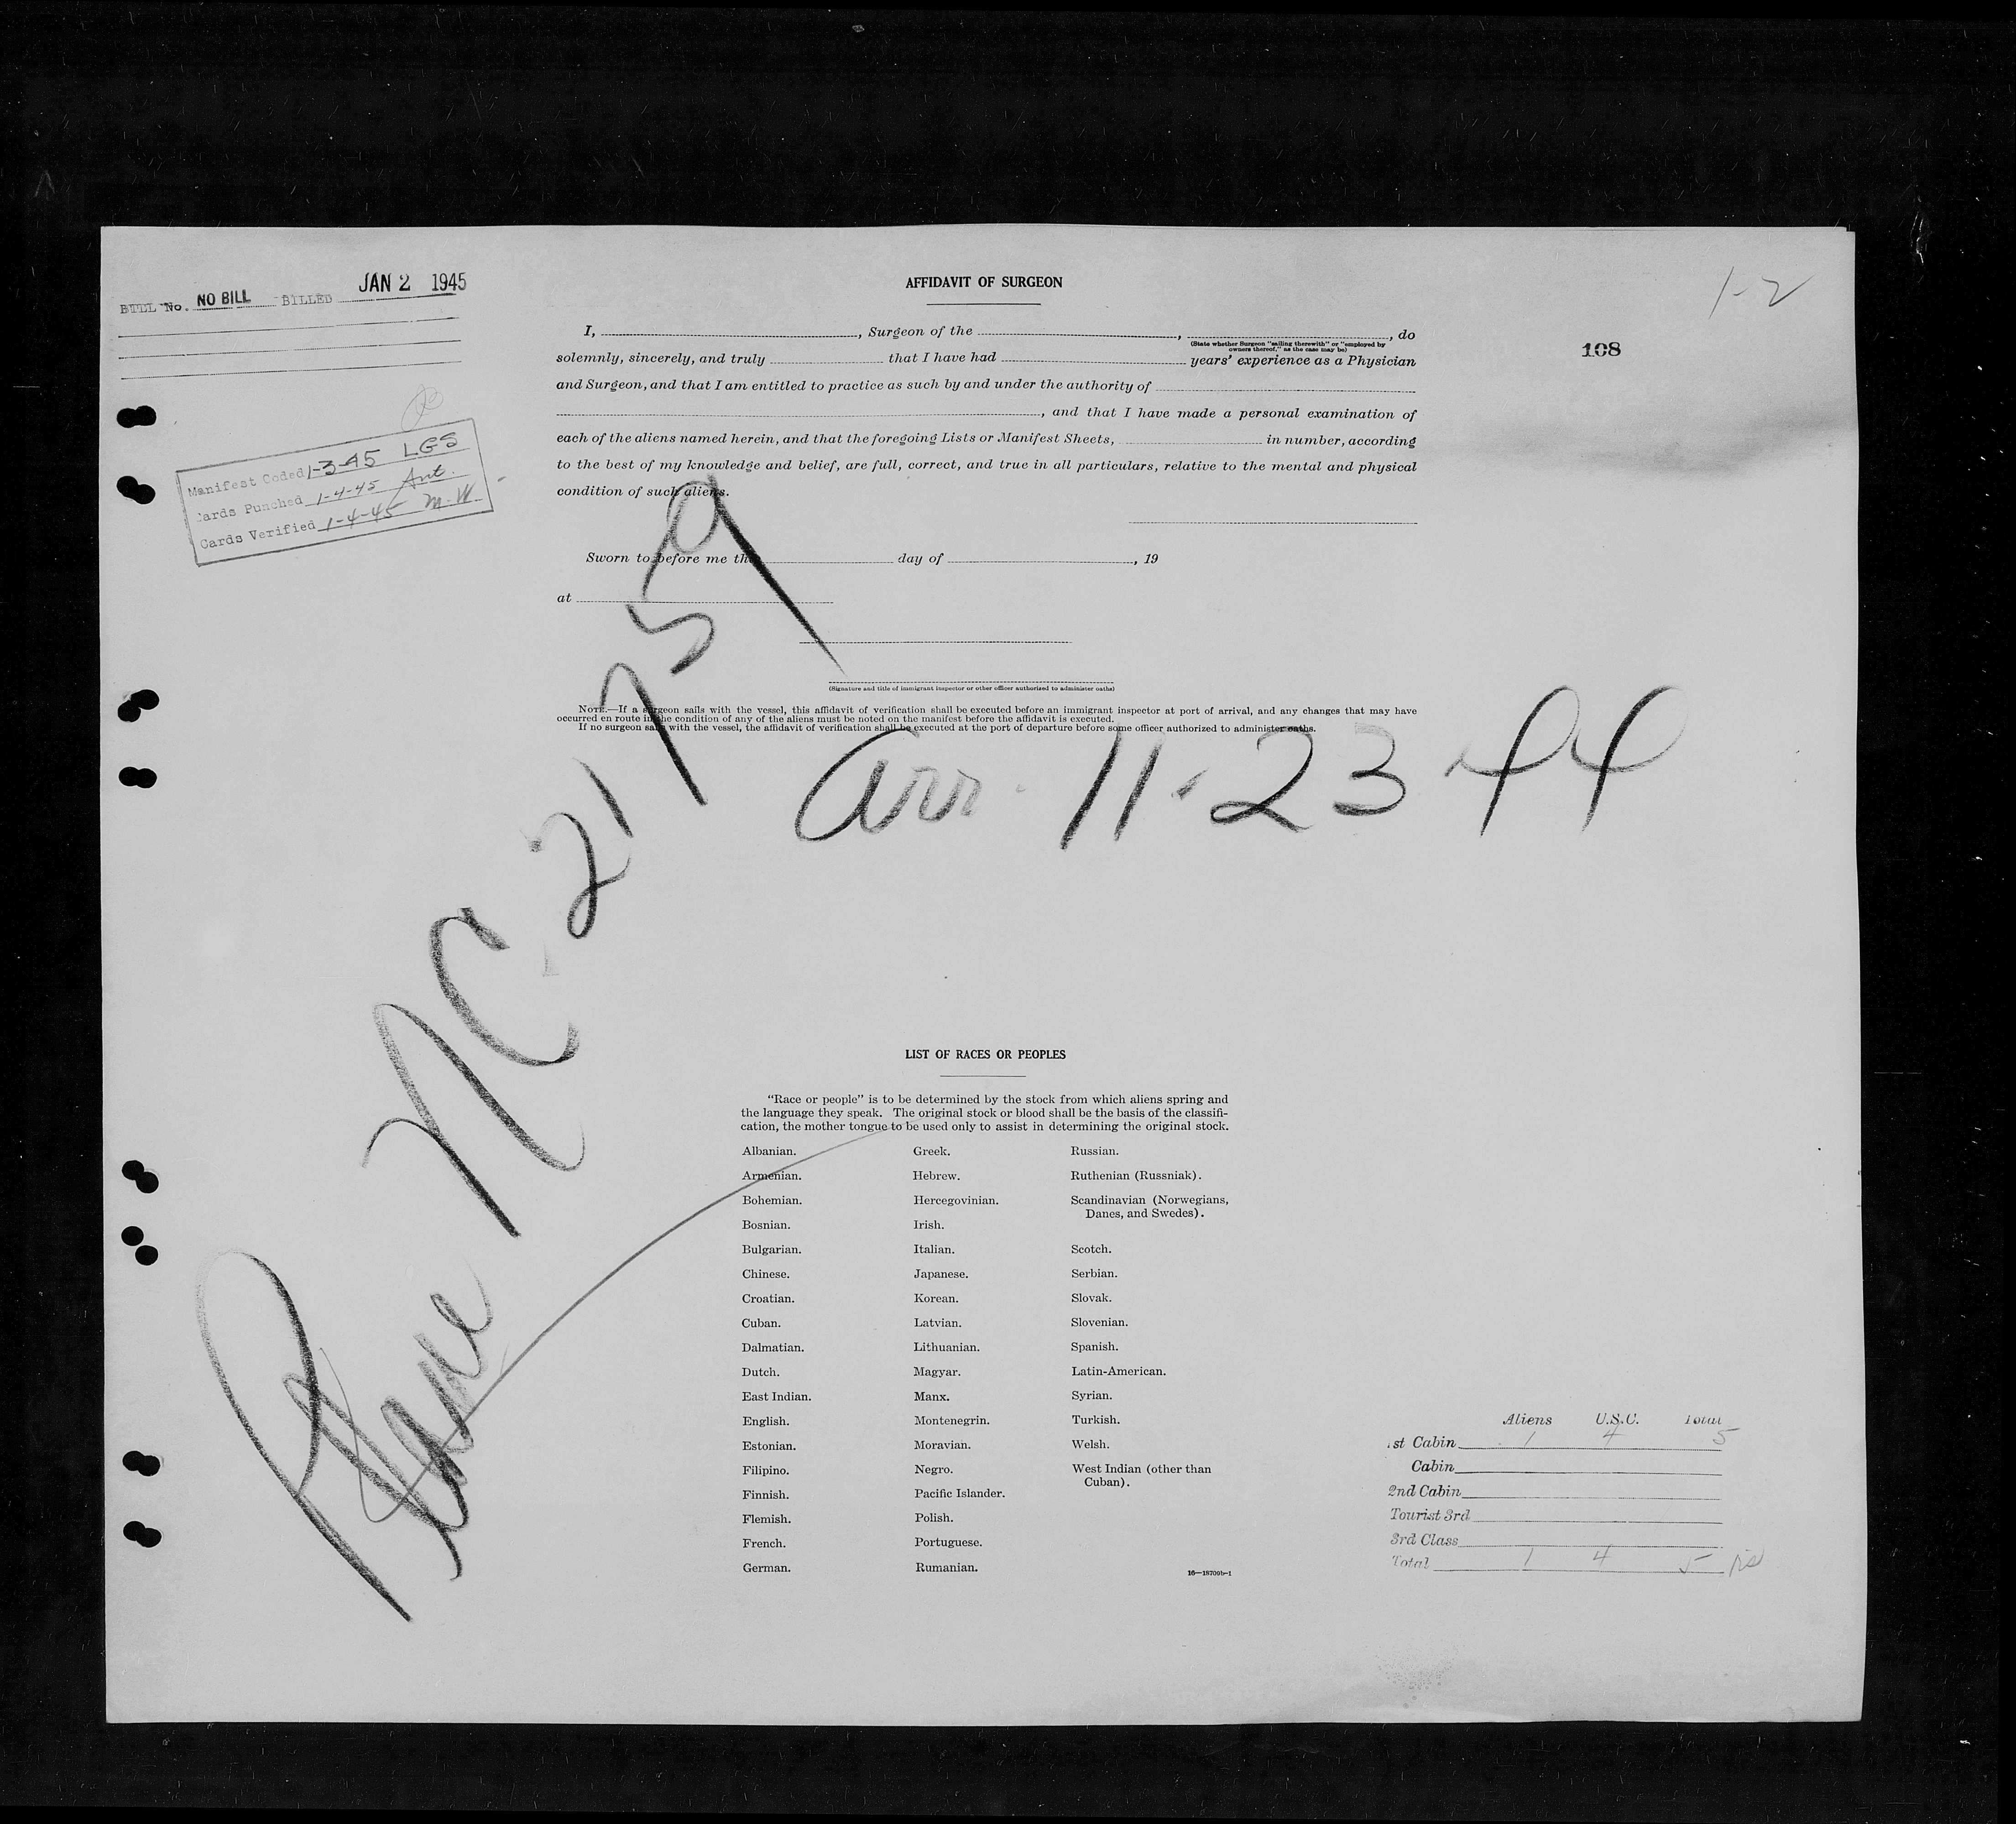 BILL No. NO BILL BILLED JAN 2 1945
1-2
108
Manifest Coded 1-3-45 LGS
Cards Punched 1-4-45 Ant.
Cards Verified 1-4-45 M.W.
AFFIDAVIT OF SURGEON
I, , Surgeon of the , , do
(State whether Surgeon "sailing therewith" or "employed by
owners thereof," as the case may be)
solemnly, sincerely, and truly that I have had years' experience as a Physician
and Surgeon, and that I am entitled to practice as such by and under the authority of
, and that I have made a personal examination of
each of the aliens named herein, and that the foregoing Lists or Manifest Sheets, in number, according
to the best of my knowledge and belief, are full, correct, and true in all particulars, relative to the mental and physical
condition of such aliens.
Sworn to before me this day of , 19
at
(Signature and title of immigrant inspector or other officer authorized to administer oaths)
NOTE.—If a surgeon sails with the vessel, this affidavit of verification shall be executed before an immigrant inspector at port of arrival, and any changes that may have
occurred en route in the condition of any of the aliens must be noted on the manifest before the affidavit is executed.
If no surgeon sails with the vessel, the affidavit of verification shall be executed at the port of departure before some officer authorized to administer oaths.
Plane NC-21759
arr. 11-23-44
LIST OF RACES OR PEOPLES
"Race or people" is to be determined by the stock from which aliens spring and
the language they speak. The original stock or blood shall be the basis of the classifi-
cation, the mother tongue to be used only to assist in determining the original stock.
Albanian.
Armenian.
Bohemian.
Bosnian.
Bulgarian.
Chinese.
Croatian.
Cuban.
Dalmatian.
Dutch.
East Indian.
English.
Estonian.
Filipino.
Finnish.
Flemish.
French.
German.
Greek.
Hebrew.
Hercegovinian.
Irish.
Italian.
Japanese.
Korean.
Latvian.
Lithuanian.
Magyar.
Manx.
Montenegrin.
Moravian.
Negro.
Pacific Islander.
Polish.
Portuguese.
Rumanian.
Russian.
Ruthenian (Russniak).
Scandinavian (Norwegians,
Danes, and Swedes).
Scotch.
Serbian.
Slovak.
Slovenian.
Spanish.
Latin-American.
Syrian.
Turkish.
Welsh.
West Indian (other than
Cuban).
16—18709b-1
Aliens U.S.C. Total
1st Cabin 1 4 5
Cabin
2nd Cabin
Tourist 3rd
3rd Class
Total 1 4 5